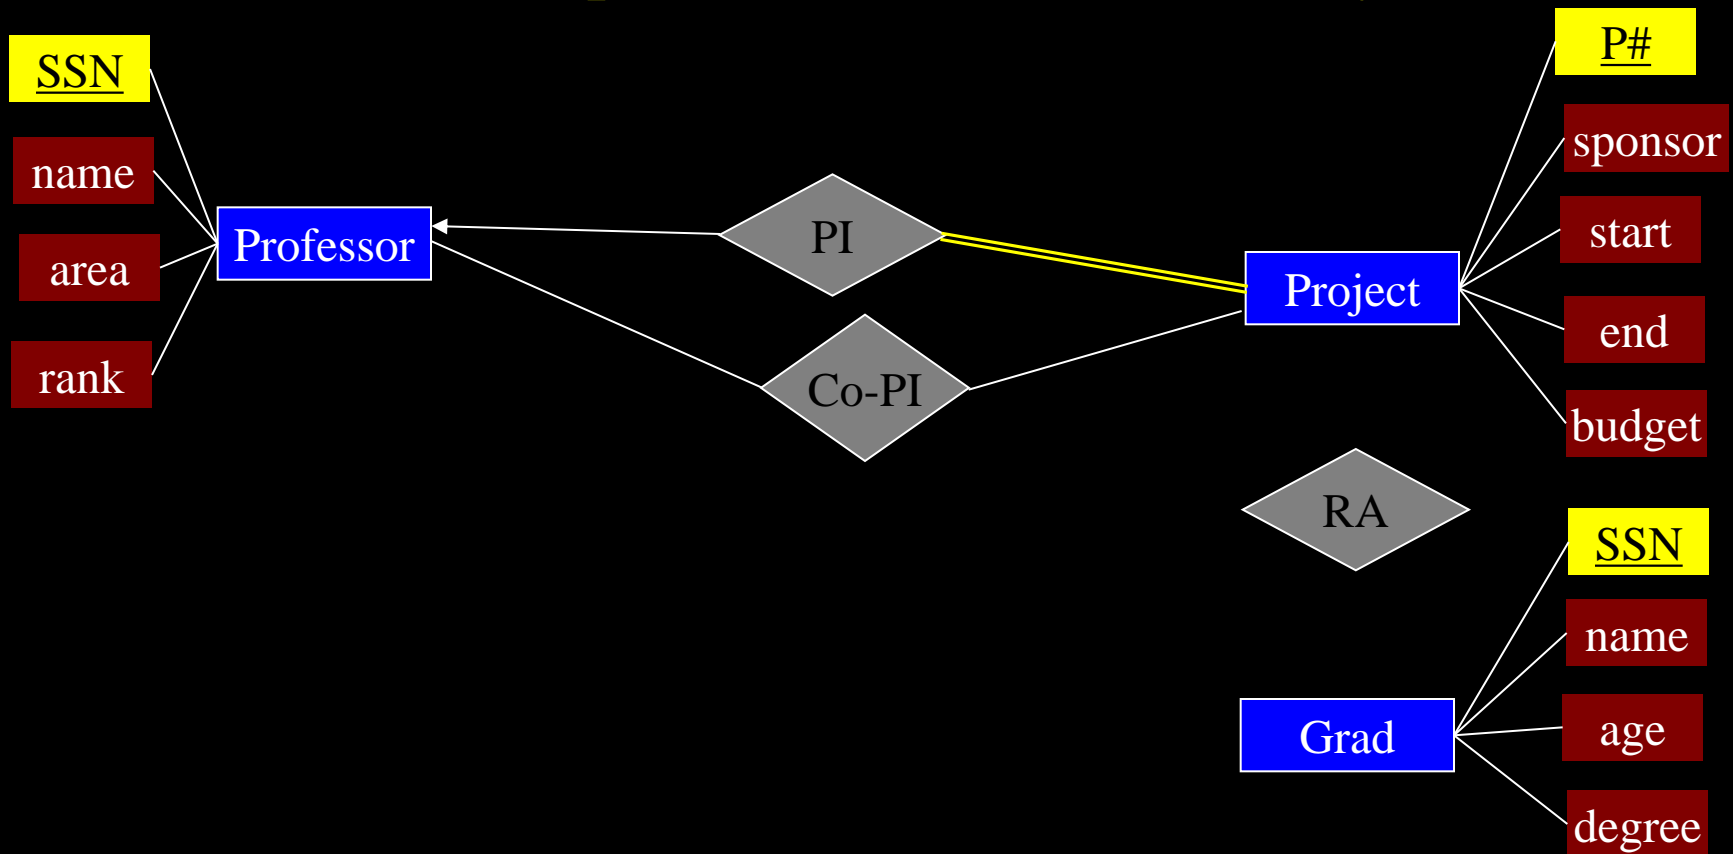 SSN
name
area
rank
Professor
PI
Co-PI
Project
P#
sponsor
start
end
budget
RA
Grad
SSN
name
age
degree